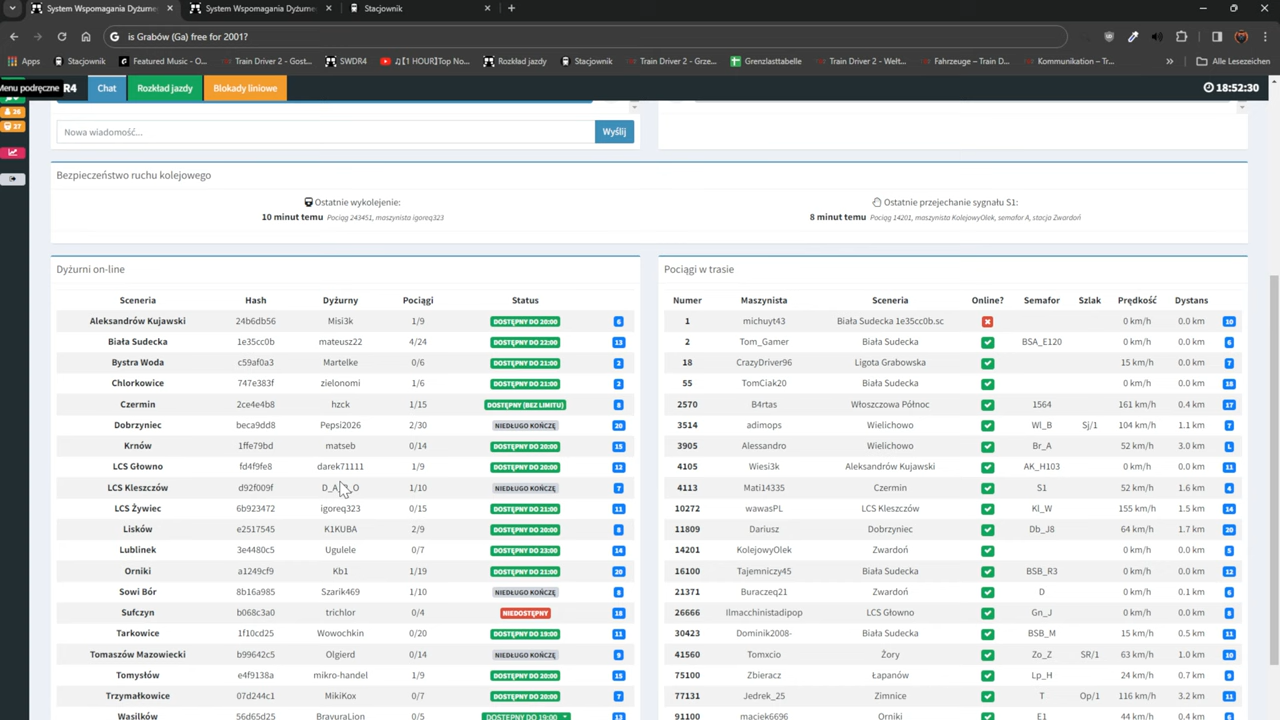 System Wspomagania Dyżurne
System Wspomagania Dyżurne
Stacjownik
is Grabów (Ga) free for 2001?
Apps
Stacjownik
Featured Music - O...
Train Driver 2 - Gost...
SWDR4
♫【1 HOUR】Top No...
Rozkład jazdy
Stacjownik
Train Driver 2 - Grze...
Grenzlasttabelle
Train Driver 2 - Welt...
Fahrzeuge – Train D...
Kommunikation – Tr...
Alle Lesezeichen
Menu podręczne
R4
Chat
Rozkład jazdy
Blokady liniowe
18:52:30
26
27
Nowa wiadomość...
Wyślij
Bezpieczeństwo ruchu kolejowego
Ostatnie wykolejenie:
10 minut temu Pociąg 243451, maszynista igoreq323
Ostatnie przejechanie sygnału S1:
8 minut temu Pociąg 14201, maszynista KolejowyOlek, semafor A, stacja Zwardoń
Dyżurni on-line
Sceneria Hash Dyżurny Pociągi Status
Aleksandrów Kujawski 24b6db56 Misi3k 1/9 DOSTĘPNY DO 20:00 6
Biała Sudecka 1e35cc0b mateusz22 4/24 DOSTĘPNY DO 22:00 13
Bystra Woda c59af0a3 Martelke 0/6 DOSTĘPNY DO 21:00 2
Chlorkowice 747e383f zielonomi 1/6 DOSTĘPNY DO 21:00 2
Czermin 2ce4e4b8 hzck 1/15 DOSTĘPNY (BEZ LIMITU) 8
Dobrzyniec beca9dd8 Pepsi2026 2/30 NIEDŁUGO KOŃCZĘ 20
Krnów 1ffe79bd matseb 0/14 DOSTĘPNY DO 20:00 15
LCS Głowno fd4f9fe8 darek71111 1/9 DOSTĘPNY DO 20:00 12
LCS Kleszczów d92f009f 1/10 NIEDŁUGO KOŃCZĘ 7
LCS Żywiec 6b923472 igoreq323 0/15 DOSTĘPNY DO 21:00 11
Lisków e2517545 K1KUBA 2/9 DOSTĘPNY DO 20:00 8
Lublinek 3e4480c5 Ugulele 0/7 DOSTĘPNY DO 23:00 14
Orniki a1249cf9 Kb1 1/19 DOSTĘPNY DO 21:00 20
Sowi Bór 8b16a985 Szarik469 1/10 NIEDŁUGO KOŃCZĘ 8
Sufczyn b068c3a0 trichlor 0/4 NIEDOSTĘPNY 18
Tarkowice 1f10cd25 Wowochkin 0/20 DOSTĘPNY DO 19:00 11
Tomaszów Mazowiecki b99642c5 Olgierd 0/14 NIEDŁUGO KOŃCZĘ 9
Tomysłów e4f9138a mikro-handel 1/9 DOSTĘPNY DO 20:00 15
Trzymałkowice 07d244c1 MikiKox 0/7 DOSTĘPNY DO 20:00 7
Wasilków 56d65d25 BravuraLion 0/5 DOSTĘPNY DO 19:00 13
Pociągi w trasie
Numer Maszynista Sceneria Online? Semafor Szlak Prędkość Dystans
1 michuyt43 Biała Sudecka 1e35cc0b.sc 0 km/h 0.0 km 10
2 Tom_Gamer Biała Sudecka BSA_E120 0 km/h 0.0 km 6
18 CrazyDriver96 Ligota Grabowska 15 km/h 0.0 km 7
55 TomCiak20 Biała Sudecka 0 km/h 0.0 km 18
2570 B4rtas Włoszczowa Północ 1564 161 km/h 0.4 km 17
3514 adimops Wielichowo Wl_B Sj/1 104 km/h 1.1 km 7
3905 Alessandro Wielichowo Br_A 52 km/h 3.0 km L
4105 Wiesi3k Aleksandrów Kujawski AK_H103 0 km/h 0.0 km 11
4113 Mati14335 Czermin S1 52 km/h 1.6 km 4
10272 wawasPL LCS Kleszczów Kl_W 155 km/h 1.5 km 14
11809 Dariusz Dobrzyniec Db_J8 64 km/h 1.7 km 20
14201 KolejowyOlek Zwardoń 0 km/h 0.0 km 5
16100 Tajemniczy45 Biała Sudecka BSB_R3 0 km/h 0.0 km 12
21371 Buraczeq21 Zwardoń D 0 km/h 0.1 km 6
26666 Ilmacchinistadipop LCS Głowno Gn_J 0 km/h 0.0 km 8
30423 Dominik2008- Biała Sudecka BSB_M 15 km/h 0.5 km 11
41560 Tomxcio Żory Zo_Z SR/1 63 km/h 1.0 km 10
75100 Zbieracz Łapanów Lp_H 24 km/h 0.7 km 9
77131 Jedrek_25 Zimnice T Op/1 116 km/h 3.2 km 11
91100 maciek6696 Orniki E1 44 km/h 0.4 km 6